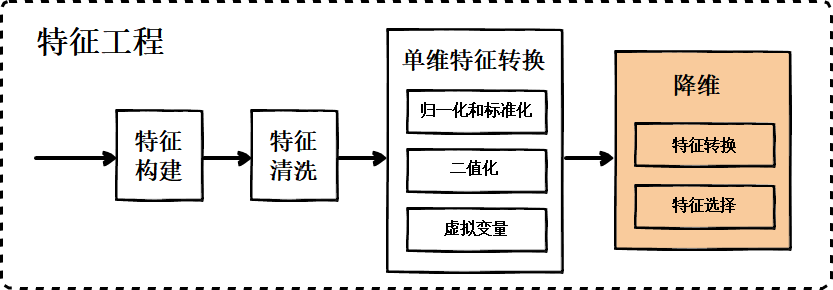 特征工程
特征
构建
特征
清洗
单维特征转换
归一化和标准化
二值化
虚拟变量
降维
特征转换
特征选择